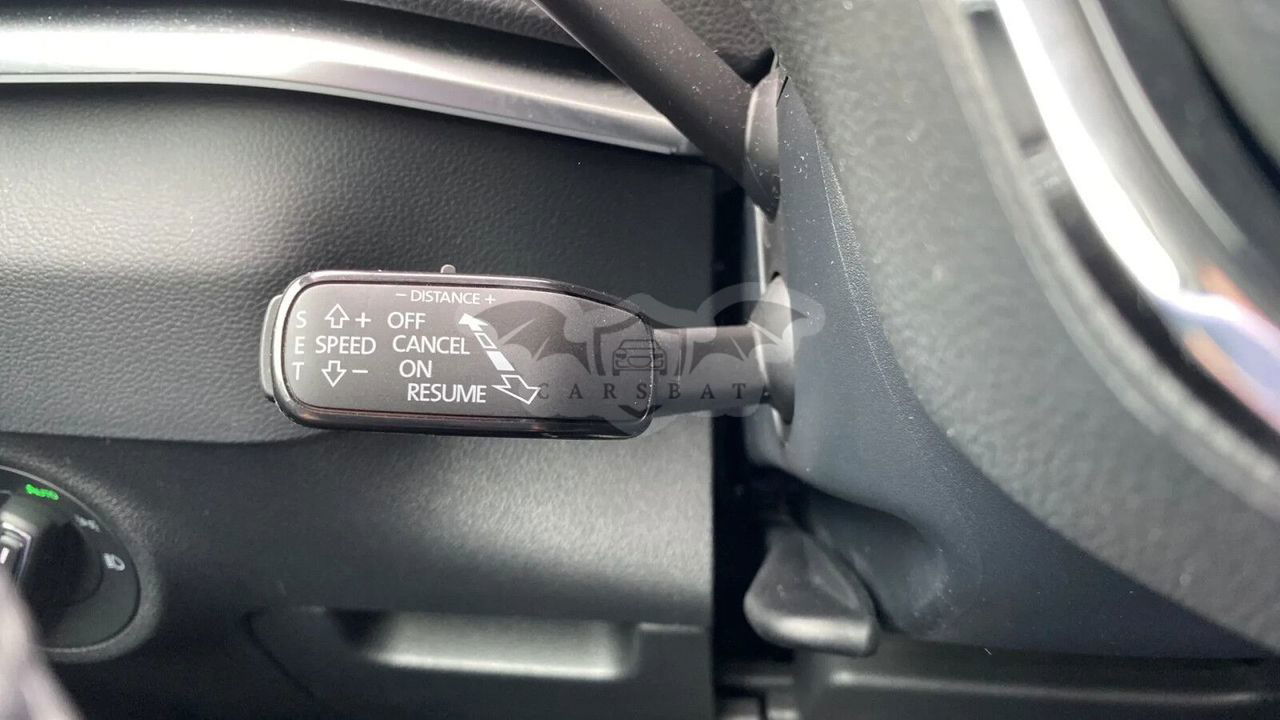 - DISTANCE +
S + OFF
E SPEED CANCEL
T - ON
RESUME
CARSBAT
AUTO